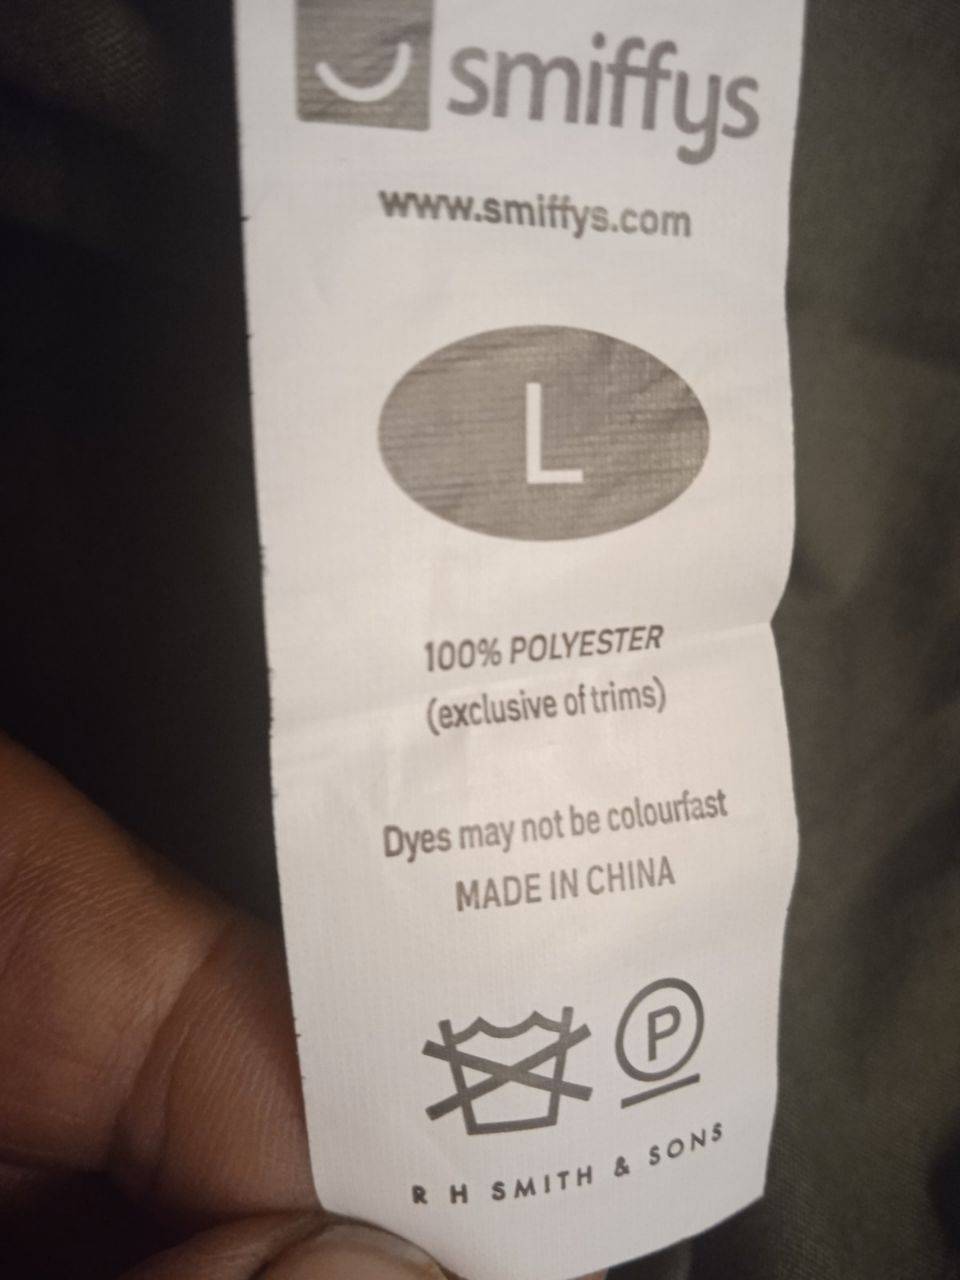 smiffys
www.smiffys.com
L
100% POLYESTER
(exclusive of trims)
Dyes may not be colourfast
MADE IN CHINA
P
R H SMITH & SONS